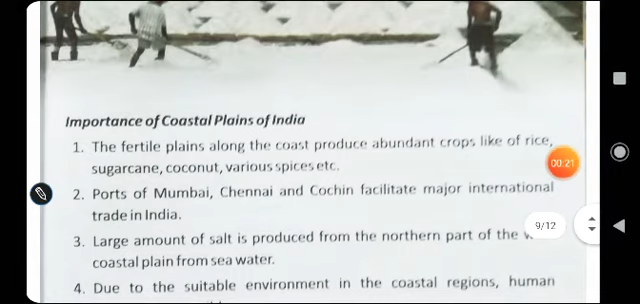 Importance of Coastal Plains of India
1. The fertile plains along the coast produce abundant crops like of rice,
sugarcane, coconut, various spices etc.
00:21
2. Ports of Mumbai, Chennai and Cochin facilitate major international
trade in India.
9/12
3. Large amount of salt is produced from the northern part of the
coastal plain from sea water.
4. Due to the suitable environment in the coastal regions, human